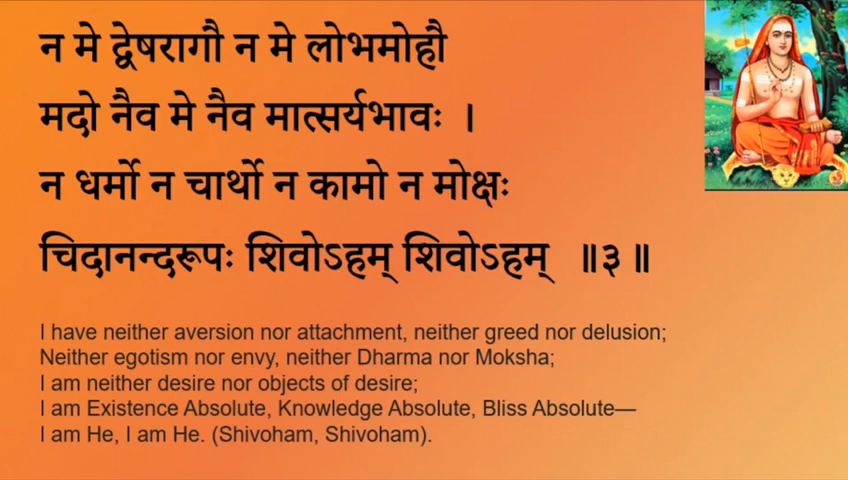 न मे द्वेषरागौ न मे लोभमोहौ
मदो नैव मे नैव मात्सर्यभावः ।
न धर्मो न चार्थो न कामो न मोक्षः
चिदानन्दरूपः शिवोऽहम् शिवोऽहम् ॥३॥
I have neither aversion nor attachment, neither greed nor delusion;
Neither egotism nor envy, neither Dharma nor Moksha;
I am neither desire nor objects of desire;
I am Existence Absolute, Knowledge Absolute, Bliss Absolute—
I am He, I am He. (Shivoham, Shivoham).